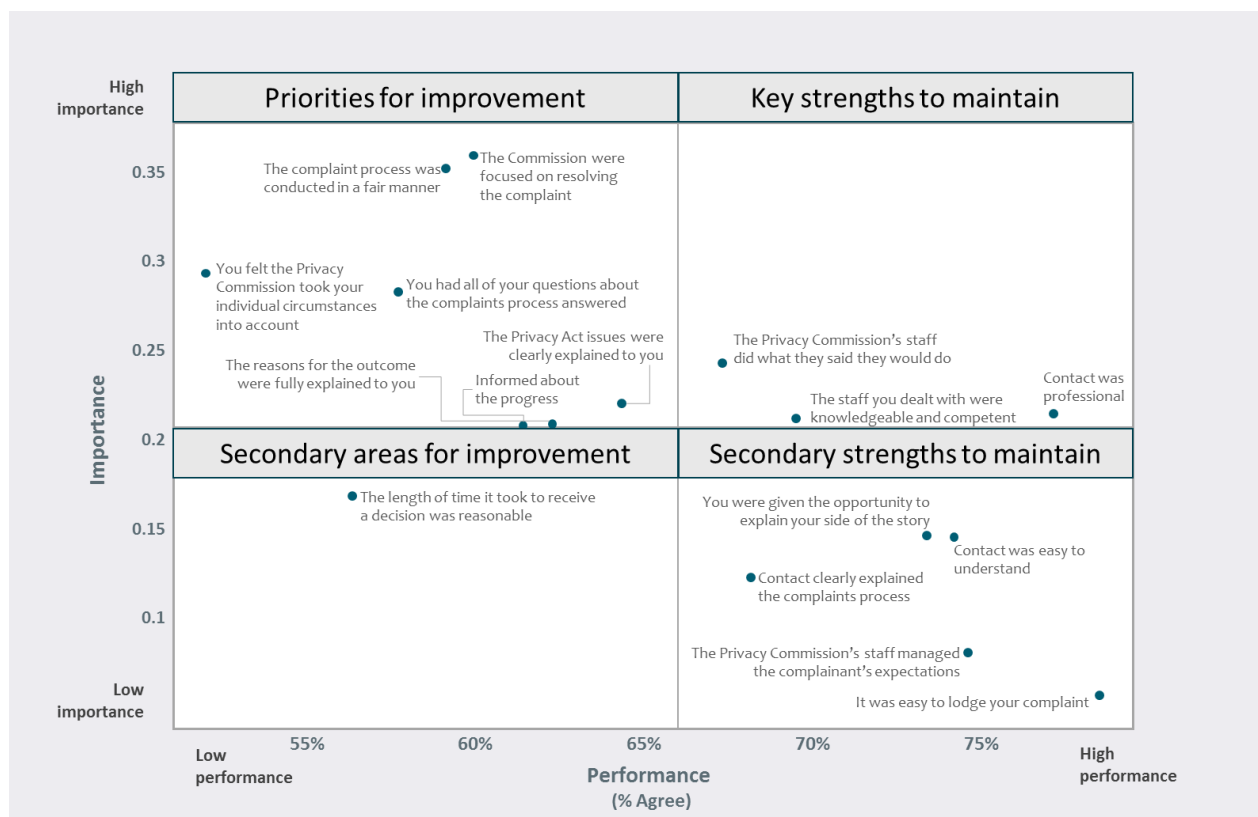 High
importance
Priorities for improvement
Key strengths to maintain
0.35
The complaint process was
conducted in a fair manner
The Commission were
focused on resolving
the complaint
0.3
You felt the Privacy
Commission took your
individual circumstances
into account
You had all of your questions about
the complaints process answered
0.25
The Privacy Act issues were
clearly explained to you
The reasons for the outcome
were fully explained to you
Informed about
the progress
The Privacy Commission’s staff
did what they said they would do
The staff you dealt with were
knowledgeable and competent
Contact was
professional
Importance
0.2
Secondary areas for improvement
Secondary strengths to maintain
0.15
The length of time it took to receive
a decision was reasonable
You were given the opportunity to
explain your side of the story
Contact was easy to
understand
Contact clearly explained
the complaints process
0.1
The Privacy Commission’s staff managed
the complainant’s expectations
It was easy to lodge your complaint
Low
importance
55%
60%
65%
70%
75%
Low
performance
Performance
(% Agree)
High
performance